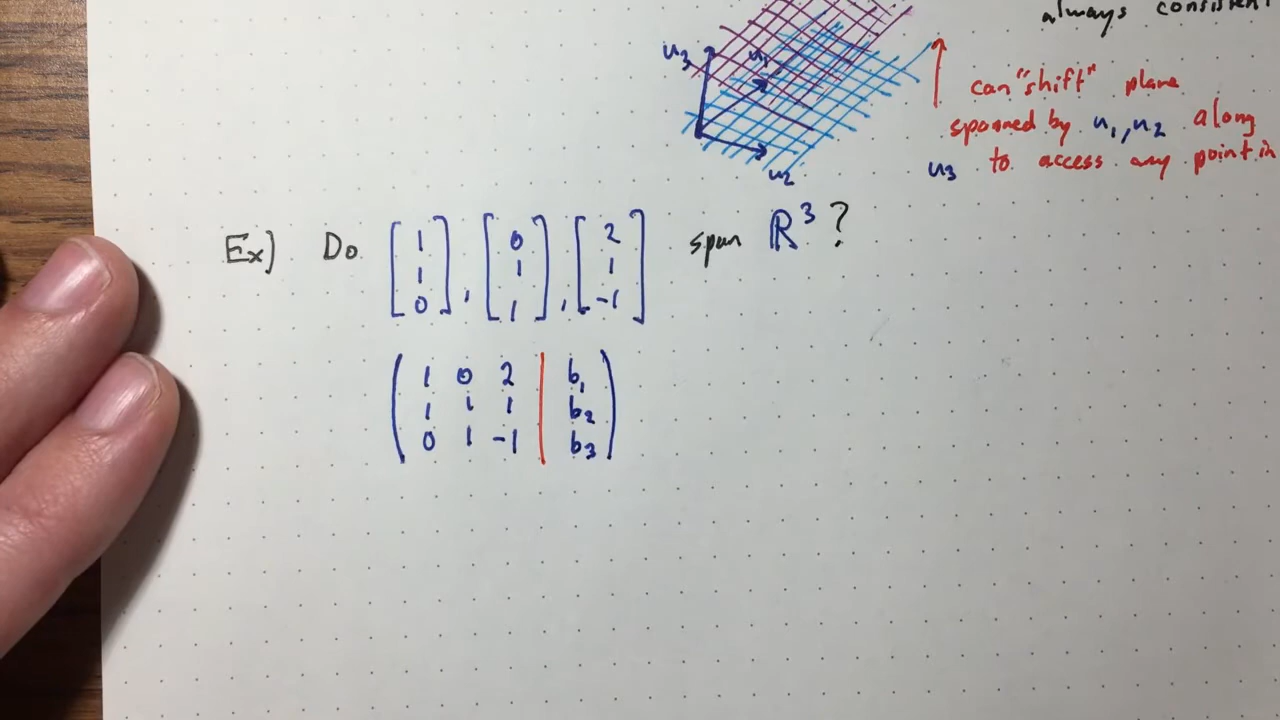 always consistent
u3
u1
u2
can "shift" plane
spanned by u1, u2 along
u3 to access any point in
Ex) Do [1 1 0], [0 1 1], [2 1 -1] span ℝ³?
1 0 2 | b1
1 1 1 | b2
0 1 -1 | b3